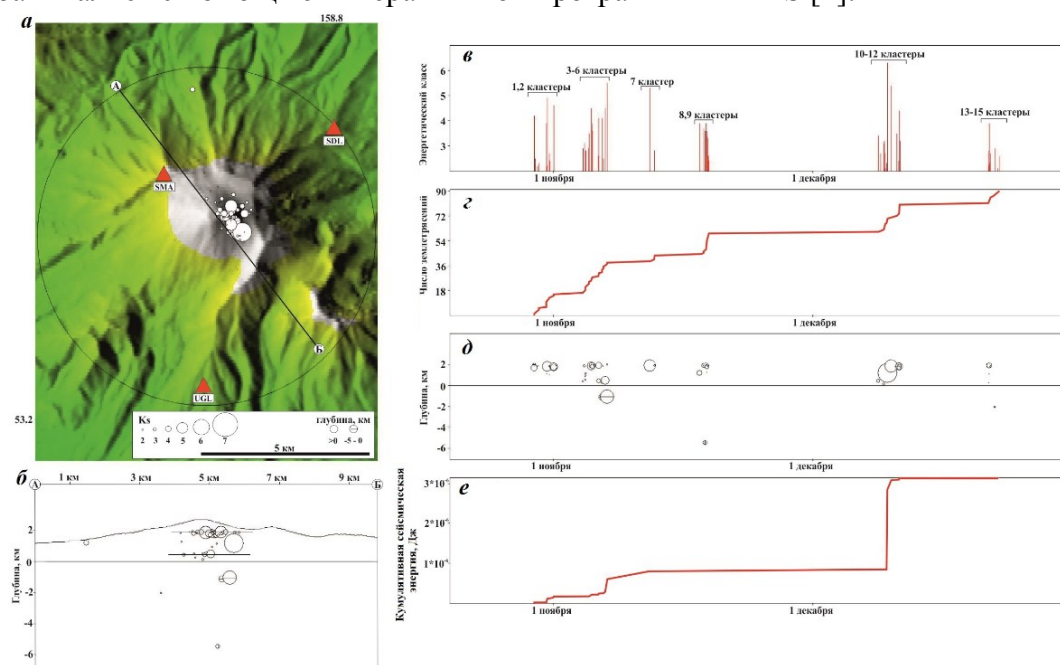 а
158.8
А
SDL
SMA
Б
UGL
53.2
Ks
2 3 4 5 6 7
глубина, км
>0 -5 - 0
5 км
б
А 1 км 3 км 5 км 7 км 9 км Б
Глубина, км
2
0
-2
-4
-6
в
Энергетический класс
6
5
4
3
1,2 кластеры
3-6 кластеры
7 кластер
8,9 кластеры
10-12 кластеры
13-15 кластеры
1 ноября 1 декабря
г
Число землетрясений
90
72
54
36
18
1 ноября 1 декабря
д
Глубина, км
2
0
-2
-4
-6
1 ноября 1 декабря
е
Кумулятивная сейсмическая
энергия, Дж
1 ноября 1 декабря